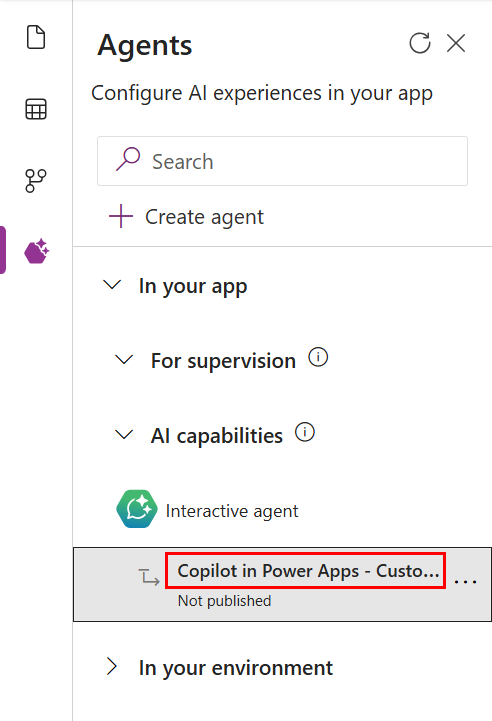 Agents
Configure AI experiences in your app
Search
Create agent
In your app
For supervision
AI capabilities
Interactive agent
Copilot in Power Apps - Custo...
Not published
In your environment